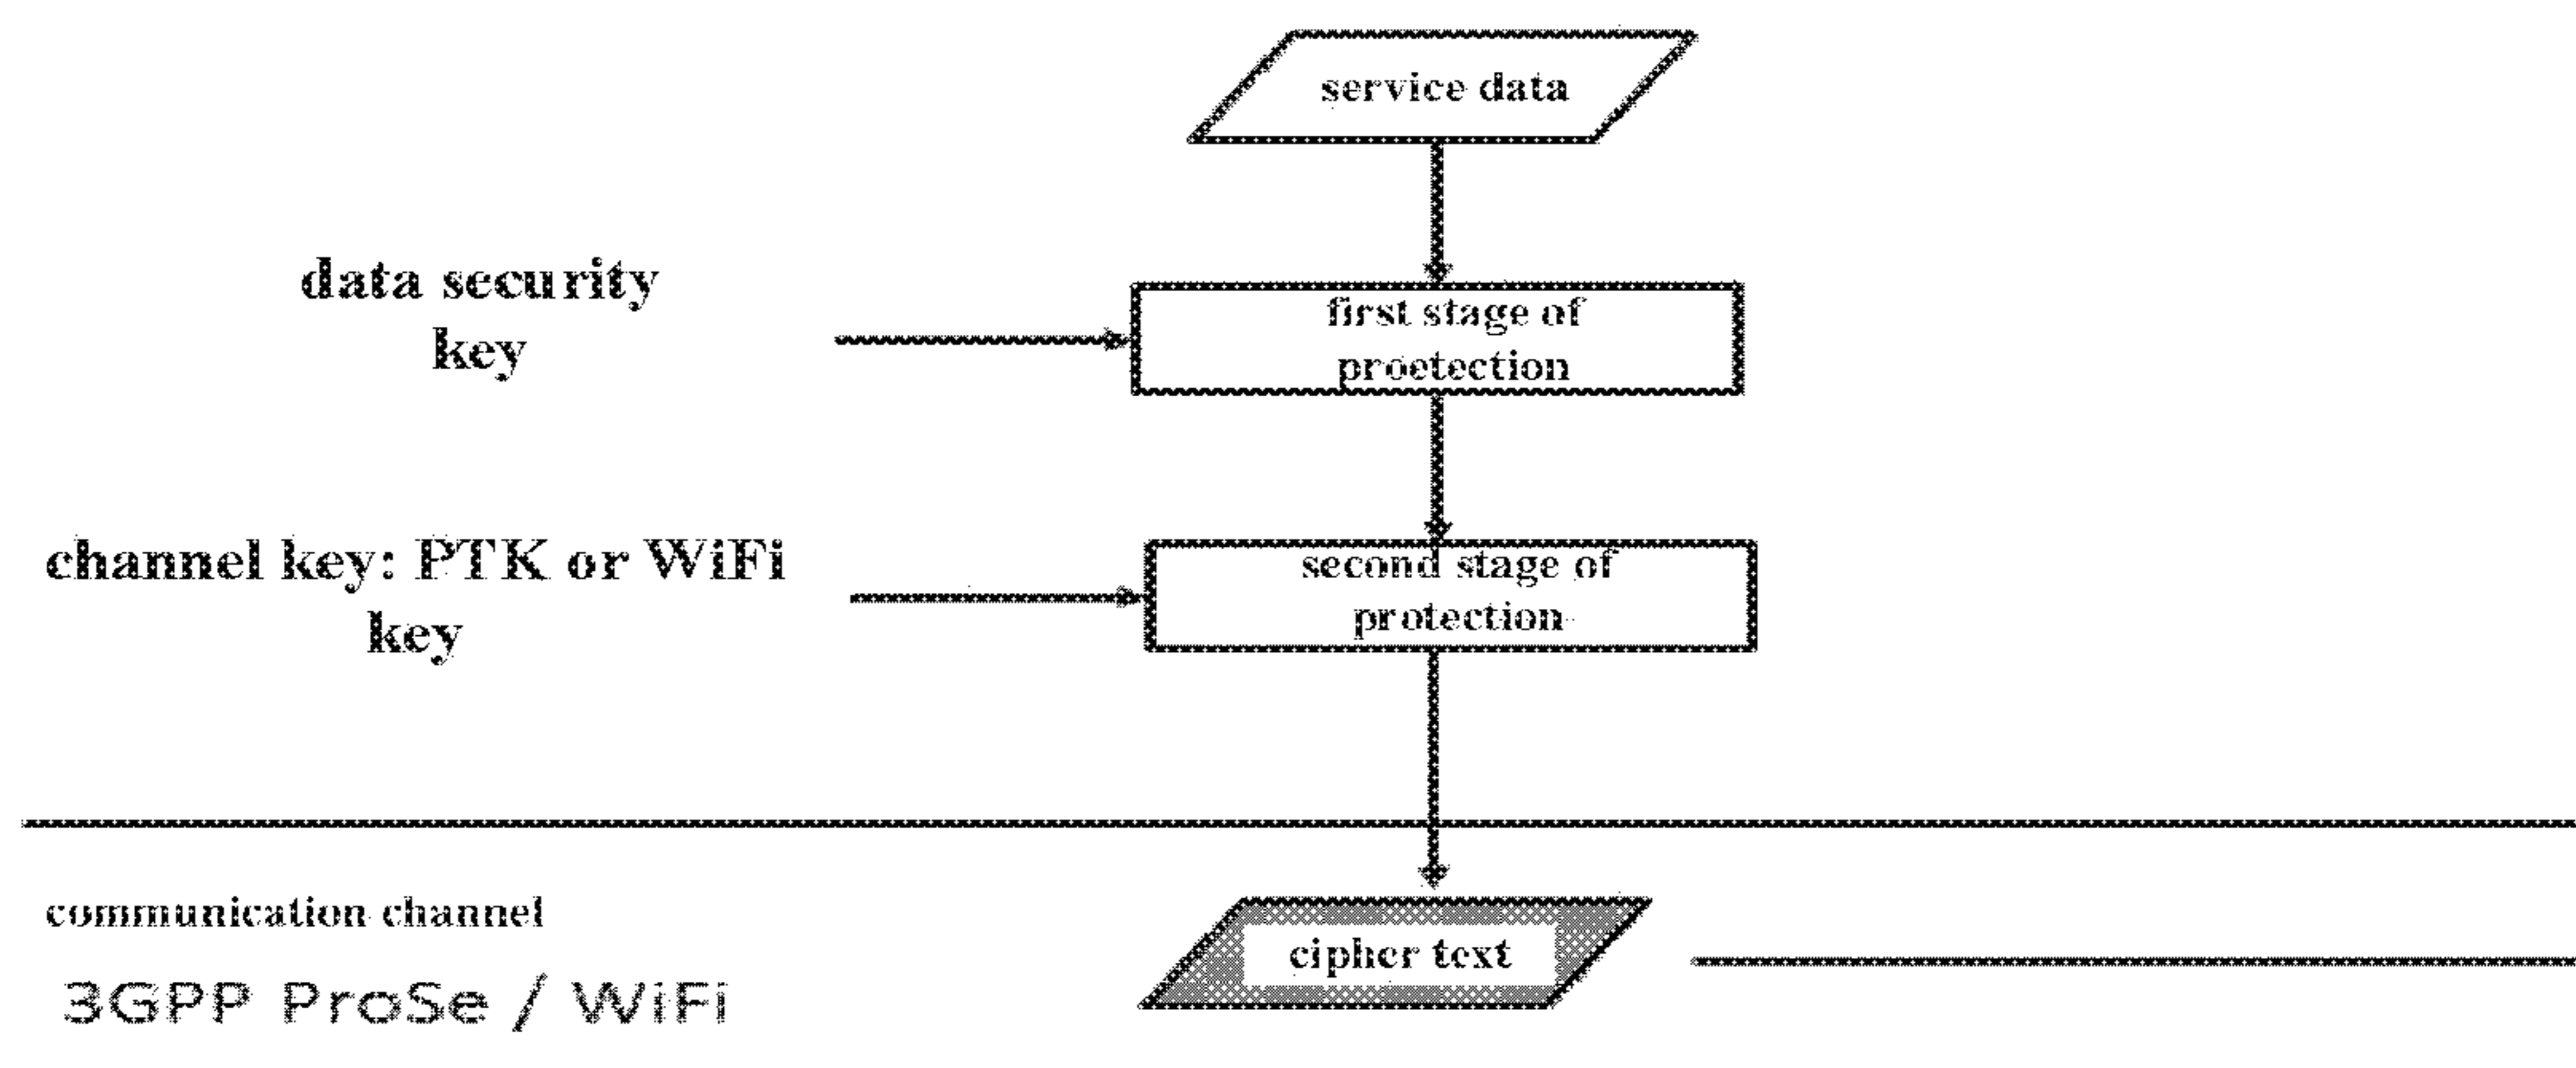 service data
data security
key
first stage of
proetection
channel key: PTK or WiFi
key
second stage of
protection
communication channel
cipher text
3GPP ProSe / WiFi